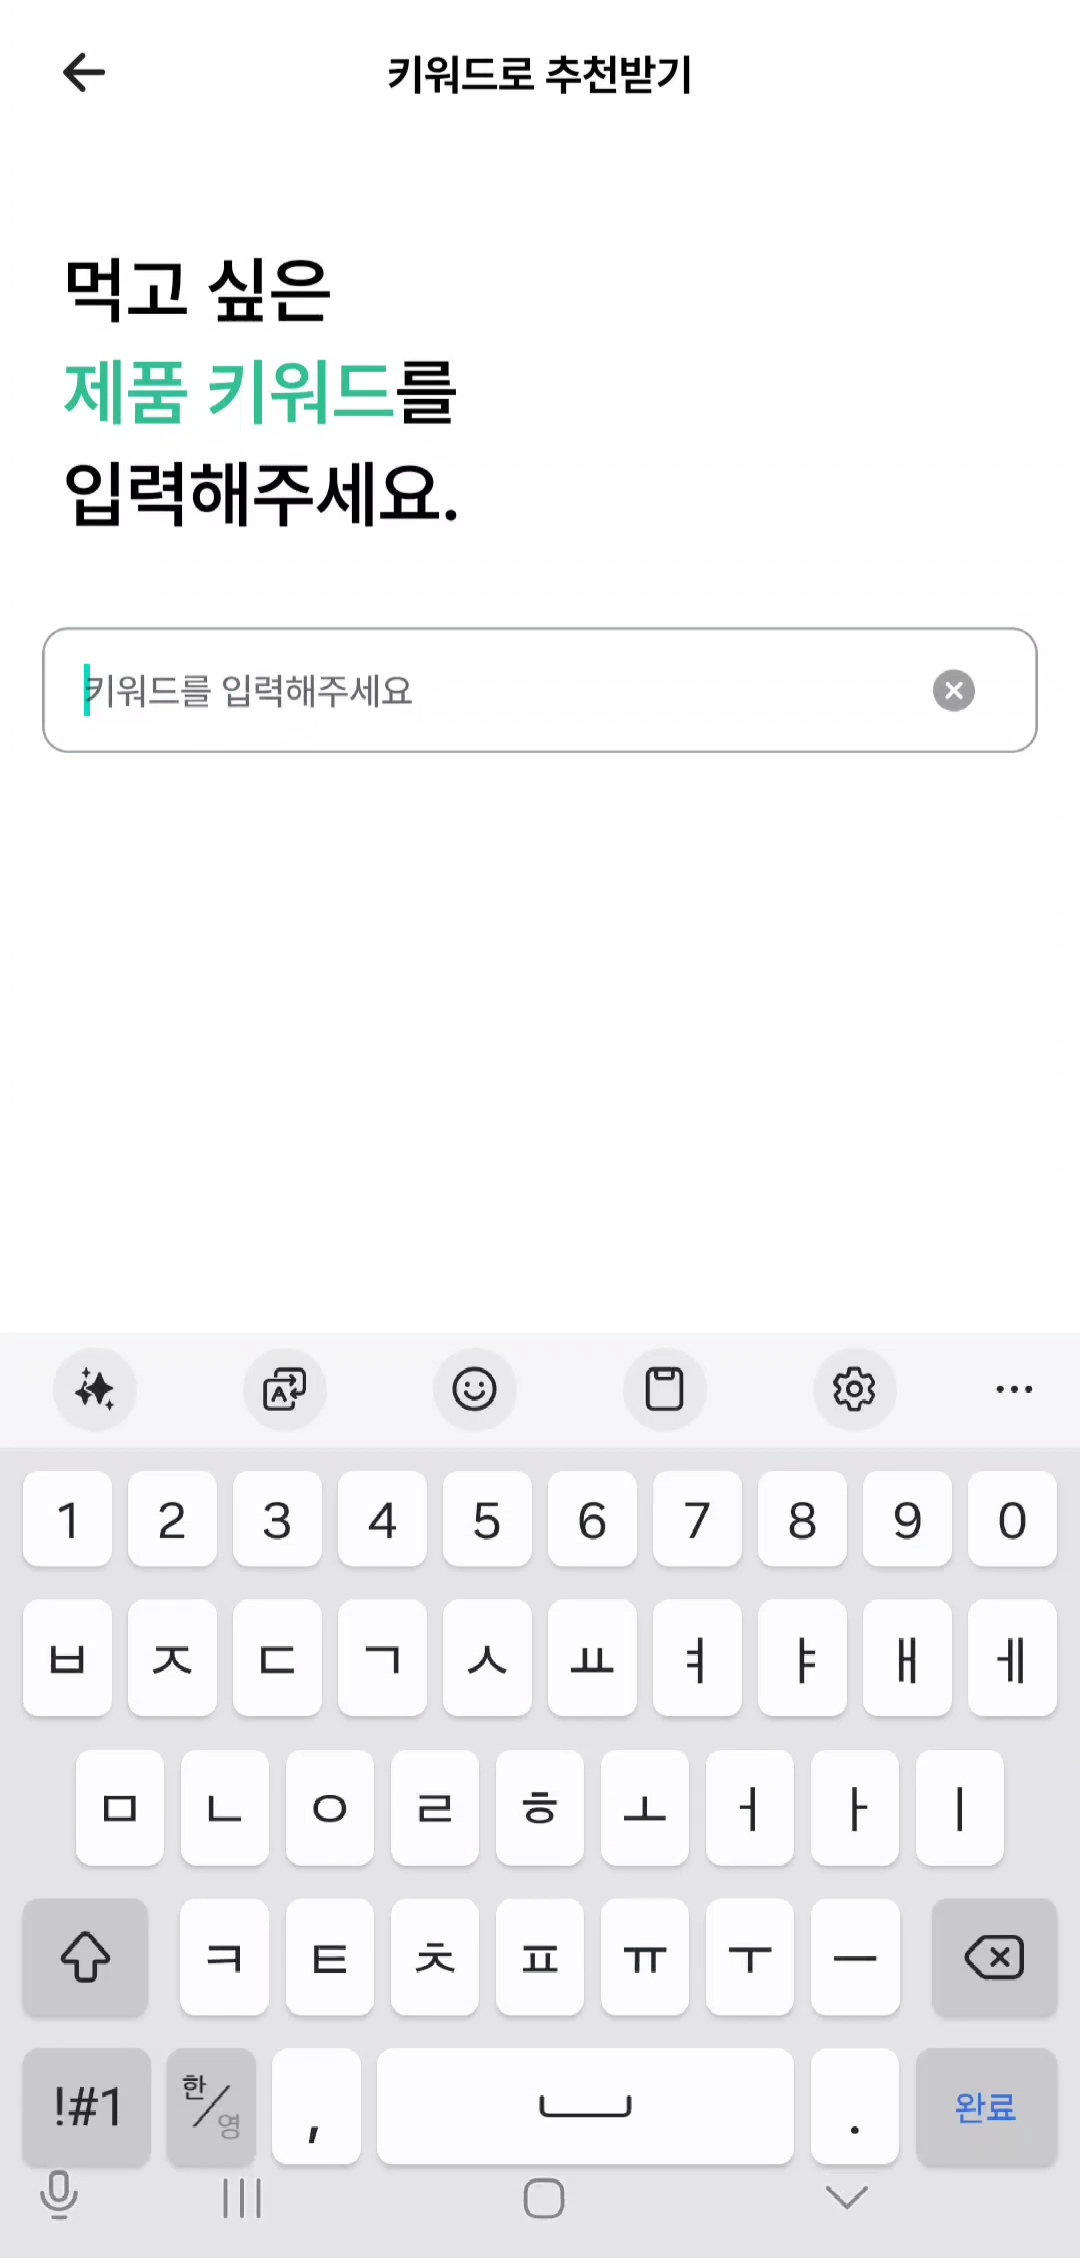 키워드로 추천받기
먹고 싶은
제품 키워드를
입력해주세요.
키워드를 입력해주세요
1 2 3 4 5 6 7 8 9 0
ㅂ ㅈ ㄷ ㄱ ㅅ ㅛ ㅕ ㅑ ㅐ ㅔ
ㅁ ㄴ ㅇ ㄹ ㅎ ㅗ ㅓ ㅏ ㅣ
ㅋ ㅌ ㅊ ㅍ ㅠ ㅜ ㅡ
!#1 한/영 , . 완료